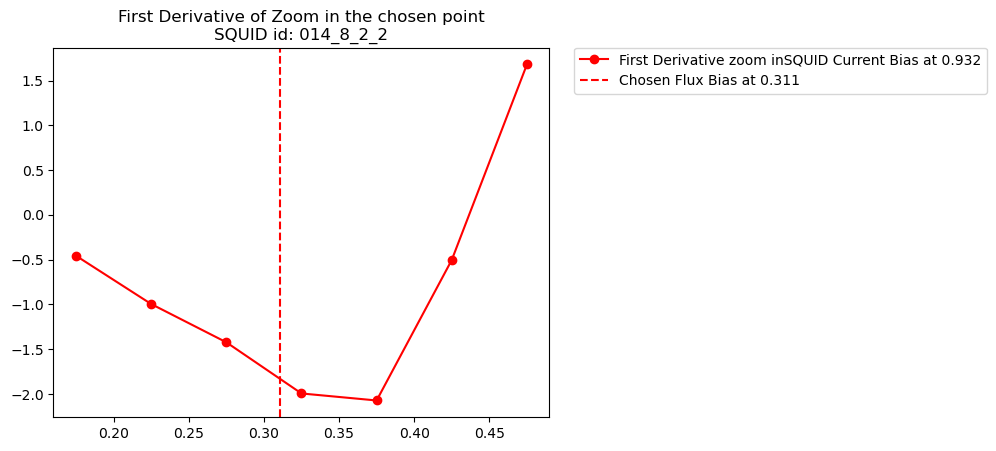 First Derivative of Zoom in the chosen point
SQUID id: 014_8_2_2
First Derivative zoom inSQUID Current Bias at 0.932
Chosen Flux Bias at 0.311
1.5
1.0
0.5
0.0
−0.5
−1.0
−1.5
−2.0
0.20 0.25 0.30 0.35 0.40 0.45